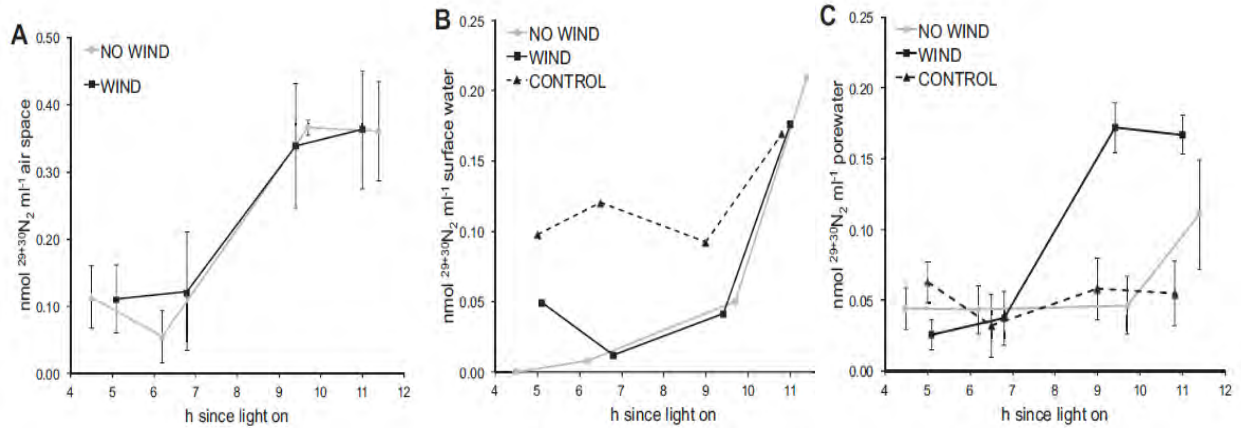 A
nmol ²⁹⁺³⁰N₂ ml⁻¹ air space
0.50
0.40
0.30
0.20
0.10
0.00
NO WIND
WIND
4 5 6 7 8 9 10 11 12
h since light on
B
nmol ²⁹⁺³⁰N₂ ml⁻¹ surface water
0.25
0.20
0.15
0.10
0.05
0.00
NO WIND
WIND
CONTROL
5 7 9 11
h since light on
C
nmol ²⁹⁺³⁰N₂ ml⁻¹ porewater
0.25
0.20
0.15
0.10
0.05
0.00
NO WIND
WIND
CONTROL
4 5 6 7 8 9 10 11 12
h since light on